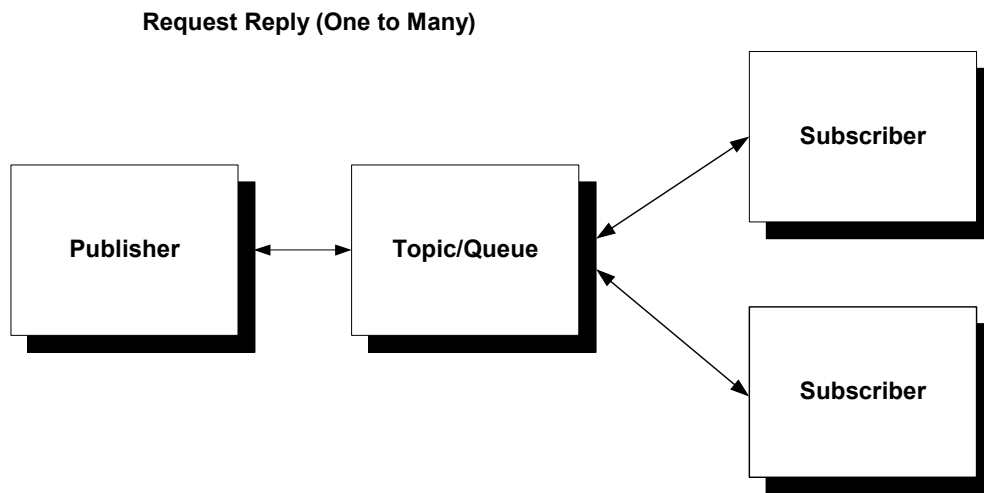 Request Reply (One to Many)
Subscriber
Publisher
Topic/Queue
Subscriber